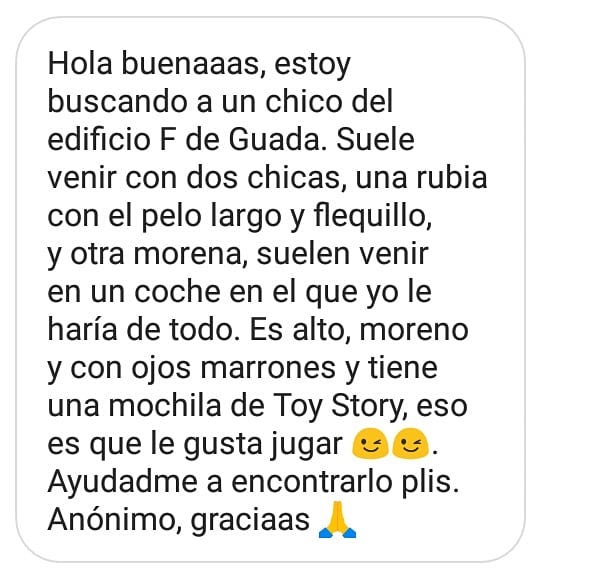 Hola buenaaas, estoy
buscando a un chico del
edificio F de Guada. Suele
venir con dos chicas, una rubia
con el pelo largo y flequillo,
y otra morena, suelen venir
en un coche en el que yo le
haría de todo. Es alto, moreno
y con ojos marrones y tiene
una mochila de Toy Story, eso
es que le gusta jugar 😉😉.
Ayudadme a encontrarlo plis.
Anónimo, graciaas 🙏